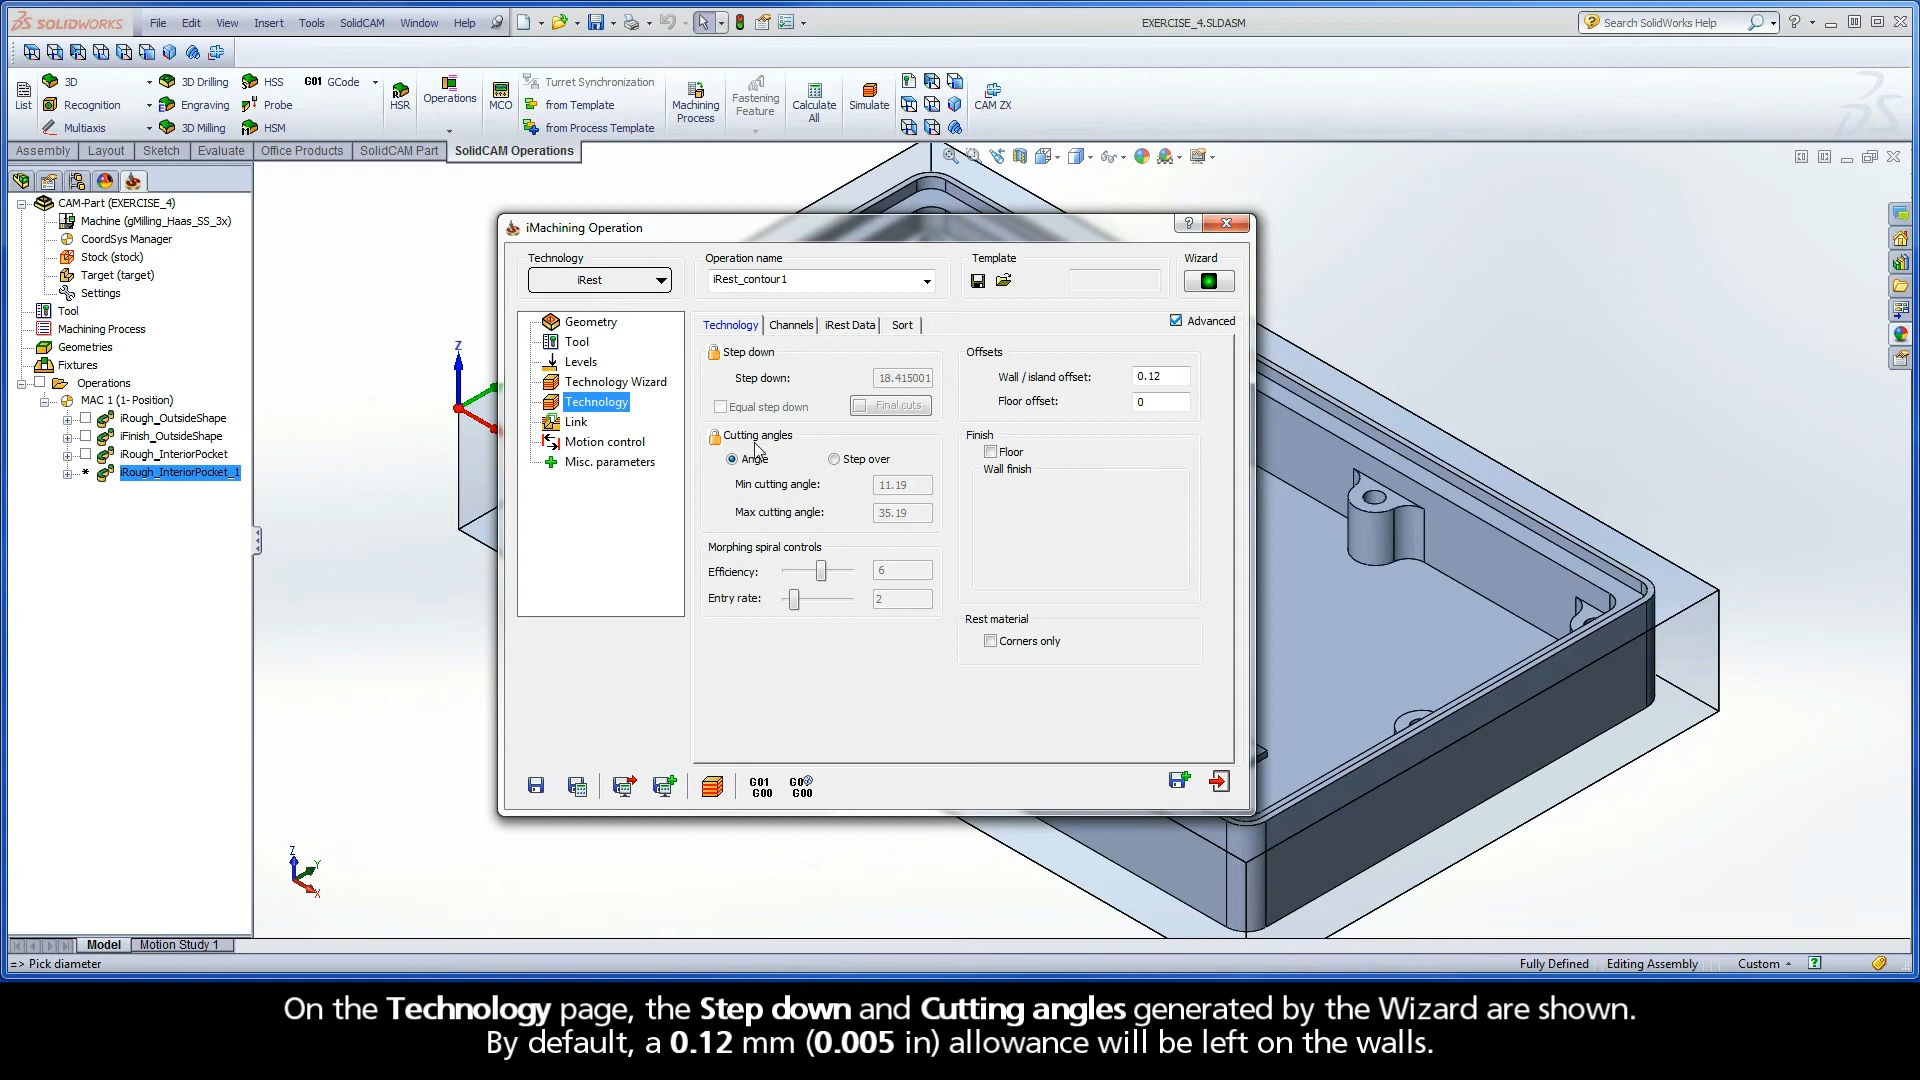 SOLIDWORKS File Edit View Insert Tools SolidCAM Window Help EXERCISE_4.SLDASM Search SolidWorks Help
3D 3D Drilling HSS G01 GCode Turret Synchronization
List Recognition Engraving Probe HSR Operations MCO from Template Machining Process Fastening Feature Calculate All Simulate CAM ZX
Multiaxis 3D Milling HSM from Process Template
Assembly Layout Sketch Evaluate Office Products SolidCAM Part SolidCAM Operations
CAM-Part (EXERCISE_4)
Machine (gMilling_Haas_SS_3x)
CoordSys Manager
Stock (stock)
Target (target)
Settings
Tool
Machining Process
Geometries
Fixtures
Operations
MAC 1 (1- Position)
iRough_OutsideShape
iFinish_OutsideShape
iRough_InteriorPocket
* iRough_InteriorPocket_1
Z
iMachining Operation
Technology Operation name Template Wizard
iRest iRest_contour1
Geometry
Tool
Levels
Technology Wizard
Technology
Link
Motion control
Misc. parameters
Technology Channels iRest Data Sort Advanced
Step down
Step down: 18.415001
Equal step down Final cuts
Cutting angles
Angle Step over
Min cutting angle: 11.19
Max cutting angle: 35.19
Morphing spiral controls
Efficiency: 6
Entry rate: 2
Offsets
Wall / island offset: 0.12
Floor offset: 0
Finish
Floor
Wall finish
Rest material
Corners only
G01 G00
G0 G00
Z Y X
Model Motion Study 1
=> Pick diameter Fully Defined Editing Assembly Custom
On the Technology page, the Step down and Cutting angles generated by the Wizard are shown.
By default, a 0.12 mm (0.005 in) allowance will be left on the walls.